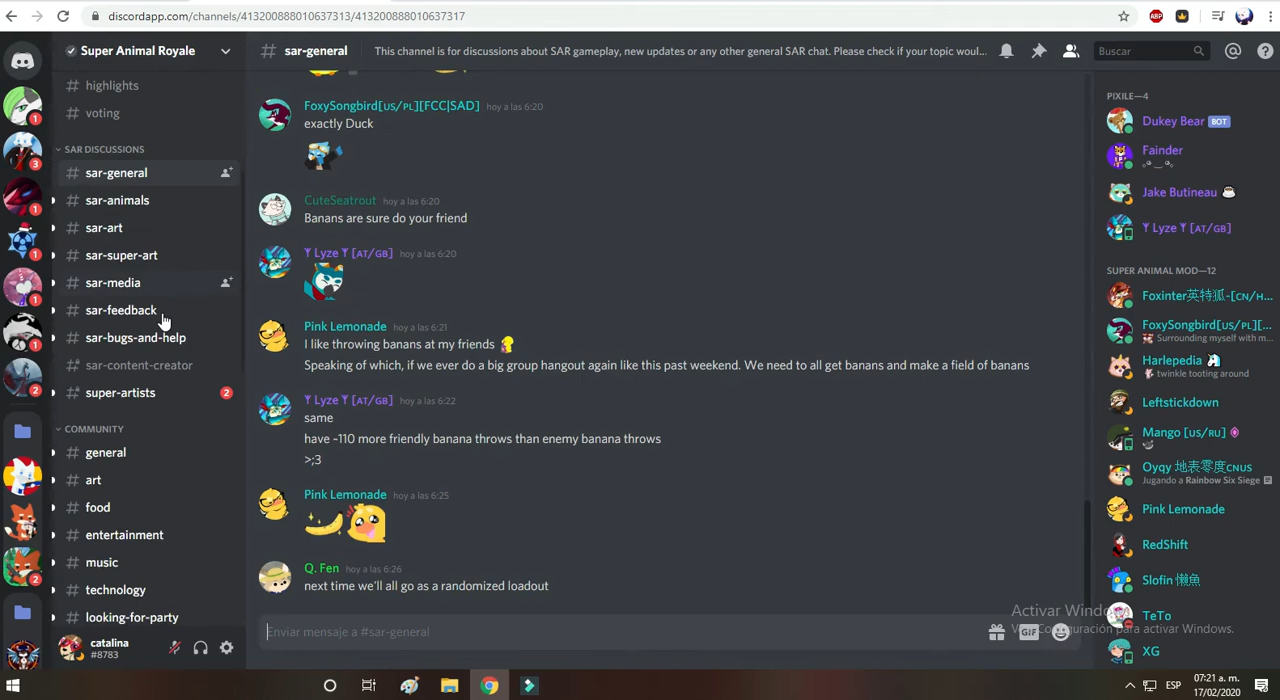 discordapp.com/channels/413200888010637313/413200888010637317
ABP
Super Animal Royale
# highlights
# voting
SAR DISCUSSIONS
# sar-general
# sar-animals
# sar-art
# sar-super-art
# sar-media
# sar-feedback
# sar-bugs-and-help
# sar-content-creator
# super-artists 2
COMMUNITY
# general
# art
# food
# entertainment
# music
# technology
# looking-for-party
catalina
#8783
1
3
1
1
1
1
2
2
# sar-general This channel is for discussions about SAR gameplay, new updates or any other general SAR chat. Please check if your topic woul...
Buscar
FoxySongbird[US/PL][FCC|SAD] hoy a las 6:20
exactly Duck
CuteSeatrout hoy a las 6:20
Banans are sure do your friend
Lyze [AT/GB] hoy a las 6:20
Pink Lemonade hoy a las 6:21
I like throwing banans at my friends
Speaking of which, if we ever do a big group hangout again like this past weekend. We need to all get banans and make a field of banans
Lyze [AT/GB] hoy a las 6:22
same
have ~110 more friendly banana throws than enemy banana throws
>;3
Pink Lemonade hoy a las 6:25
Q. Fen hoy a las 6:26
next time we'll all go as a randomized loadout
Enviar mensaje a #sar-general
GIF
PIXILE—4
Dukey Bear BOT
Fainder
Jake Butineau
Lyze [AT/GB]
SUPER ANIMAL MOD—12
Foxinter英特狐-[CN/H...
FoxySongbird[US/PL][...
Surrounding myself with m...
Harlepedia
twinkle tooting around
Leftstickdown
Mango [US/RU]
Oyqy 地表零度CNUS
Jugando a Rainbow Six Siege
Pink Lemonade
RedShift
Slofin 懒鱼
TeTo
XG
Activar Windows
configuración para activar Windows.
ESP
07:21 a. m.
17/02/2020